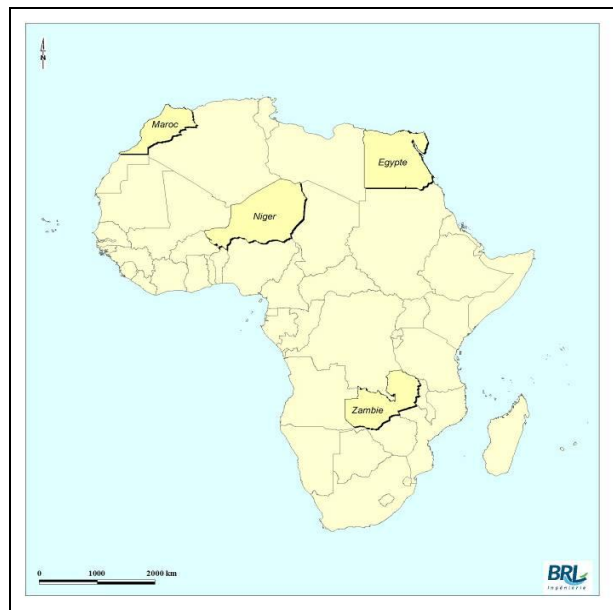 N
Maroc
Egypte
Niger
Zambie
0 1000 2000 km
BRL
Ingénierie